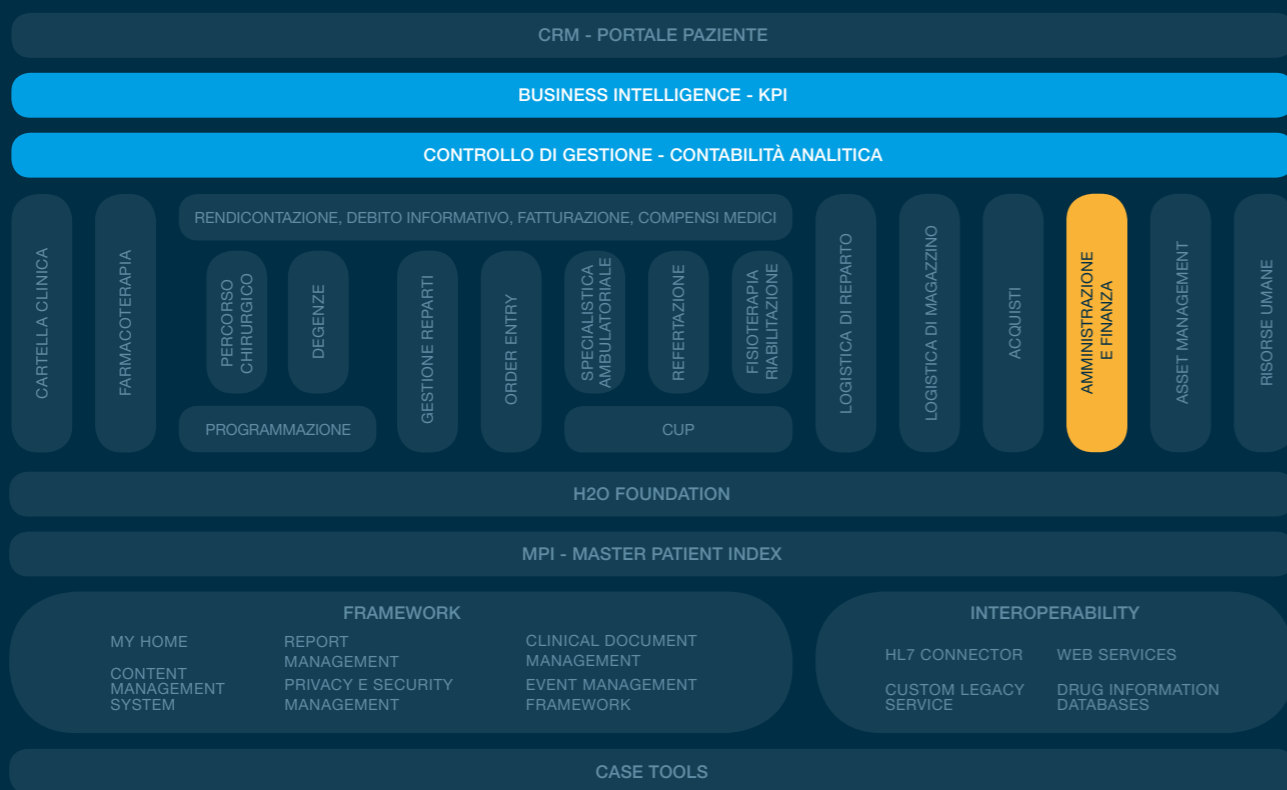 CRM - PORTALE PAZIENTE
BUSINESS INTELLIGENCE - KPI
CONTROLLO DI GESTIONE - CONTABILITÀ ANALITICA
CARTELLA CLINICA
FARMACOTERAPIA
RENDICONTAZIONE, DEBITO INFORMATIVO, FATTURAZIONE, COMPENSI MEDICI
PERCORSO
CHIRURGICO
DEGENZE
PROGRAMMAZIONE
GESTIONE REPARTI
ORDER ENTRY
SPECIALISTICA
AMBULATORIALE
REFERTAZIONE
FISIOTERAPIA
RIABILITAZIONE
CUP
LOGISTICA DI REPARTO
LOGISTICA DI MAGAZZINO
ACQUISTI
AMMINISTRAZIONE
E FINANZA
ASSET MANAGEMENT
RISORSE UMANE
H2O FOUNDATION
MPI - MASTER PATIENT INDEX
FRAMEWORK
MY HOME
CONTENT
MANAGEMENT
SYSTEM
REPORT
MANAGEMENT
PRIVACY E SECURITY
MANAGEMENT
CLINICAL DOCUMENT
MANAGEMENT
EVENT MANAGEMENT
FRAMEWORK
INTEROPERABILITY
HL7 CONNECTOR
WEB SERVICES
CUSTOM LEGACY
SERVICE
DRUG INFORMATION
DATABASES
CASE TOOLS